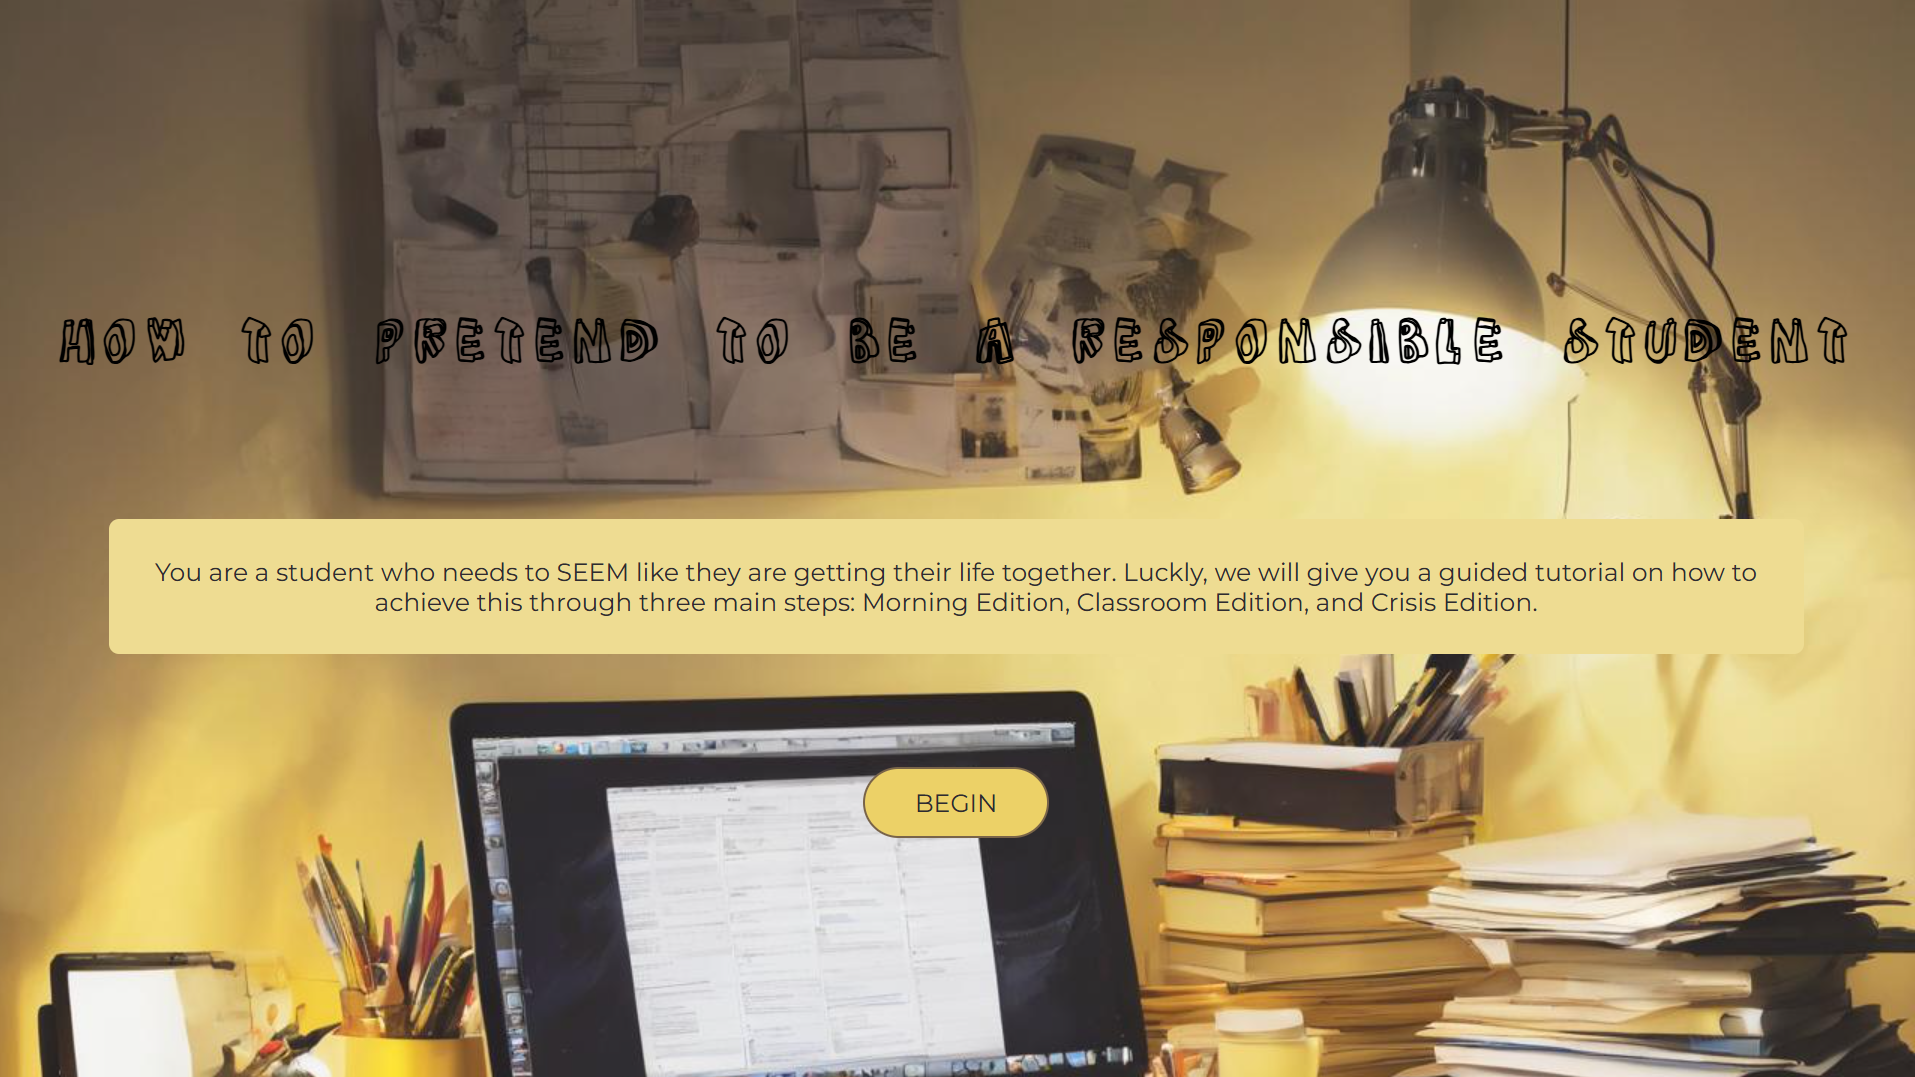 HOW TO PRETEND TO BE A RESPONSIBLE STUDENT
You are a student who needs to SEEM like they are getting their life together. Luckly, we will give you a guided tutorial on how to
achieve this through three main steps: Morning Edition, Classroom Edition, and Crisis Edition.
BEGIN